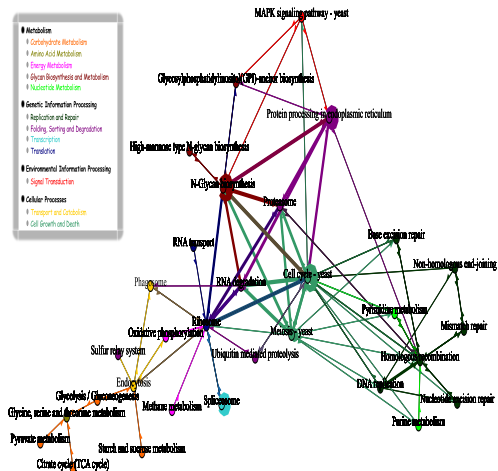 Metabolism
Carbohydrate Metabolism
Amino Acid Metabolism
Energy Metabolism
Glycan Biosynthesis and Metabolism
Nucleotide Metabolism
Genetic Information Processing
Replication and Repair
Folding, Sorting and Degradation
Transcription
Translation
Environmental Information Processing
Signal Transduction
Cellular Processes
Transport and Catabolism
Cell Growth and Death
MAPK signaling pathway - yeast
Glycosylphosphatidylinositol(GPI)-anchor biosynthesis
Protein processing in endoplasmic reticulum
High-mannose type N-glycan biosynthesis
N-Glycan biosynthesis
Proteasome
Base excision repair
RNA transport
Non-homologous end-joining
Cell cycle - yeast
Phagosome
RNA degradation
Pyrimidine metabolism
Ribosome
Mismatch repair
Oxidative phosphorylation
Meiosis - yeast
Sulfur relay system
Ubiquitin mediated proteolysis
Homologous recombination
Endocytosis
DNA replication
Glycolysis / Gluconeogenesis
Spliceosome
Nucleotide excision repair
Methane metabolism
Glycine, serine and threonine metabolism
Purine metabolism
Pyruvate metabolism
Starch and sucrose metabolism
Citrate cycle (TCA cycle)